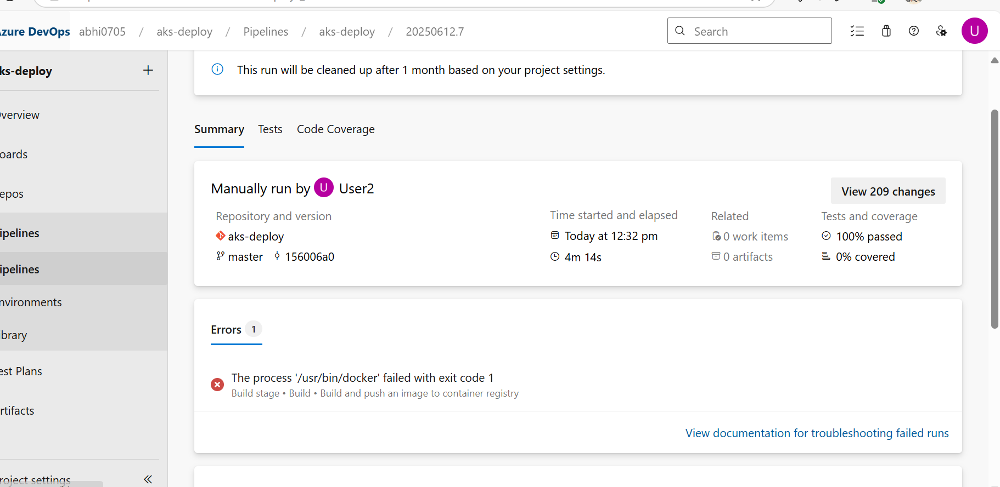 Azure DevOps abhi0705 / aks-deploy / Pipelines / aks-deploy / 20250612.7
Search
U
ks-deploy
verview
oards
epos
ipelines
ipelines
nvironments
ibrary
est Plans
rtifacts
roject settings
This run will be cleaned up after 1 month based on your project settings.
Summary Tests Code Coverage
Manually run by U User2
View 209 changes
Repository and version
aks-deploy
master 156006a0
Time started and elapsed
Today at 12:32 pm
4m 14s
Related
0 work items
0 artifacts
Tests and coverage
100% passed
0% covered
Errors 1
The process '/usr/bin/docker' failed with exit code 1
Build stage • Build • Build and push an image to container registry
View documentation for troubleshooting failed runs